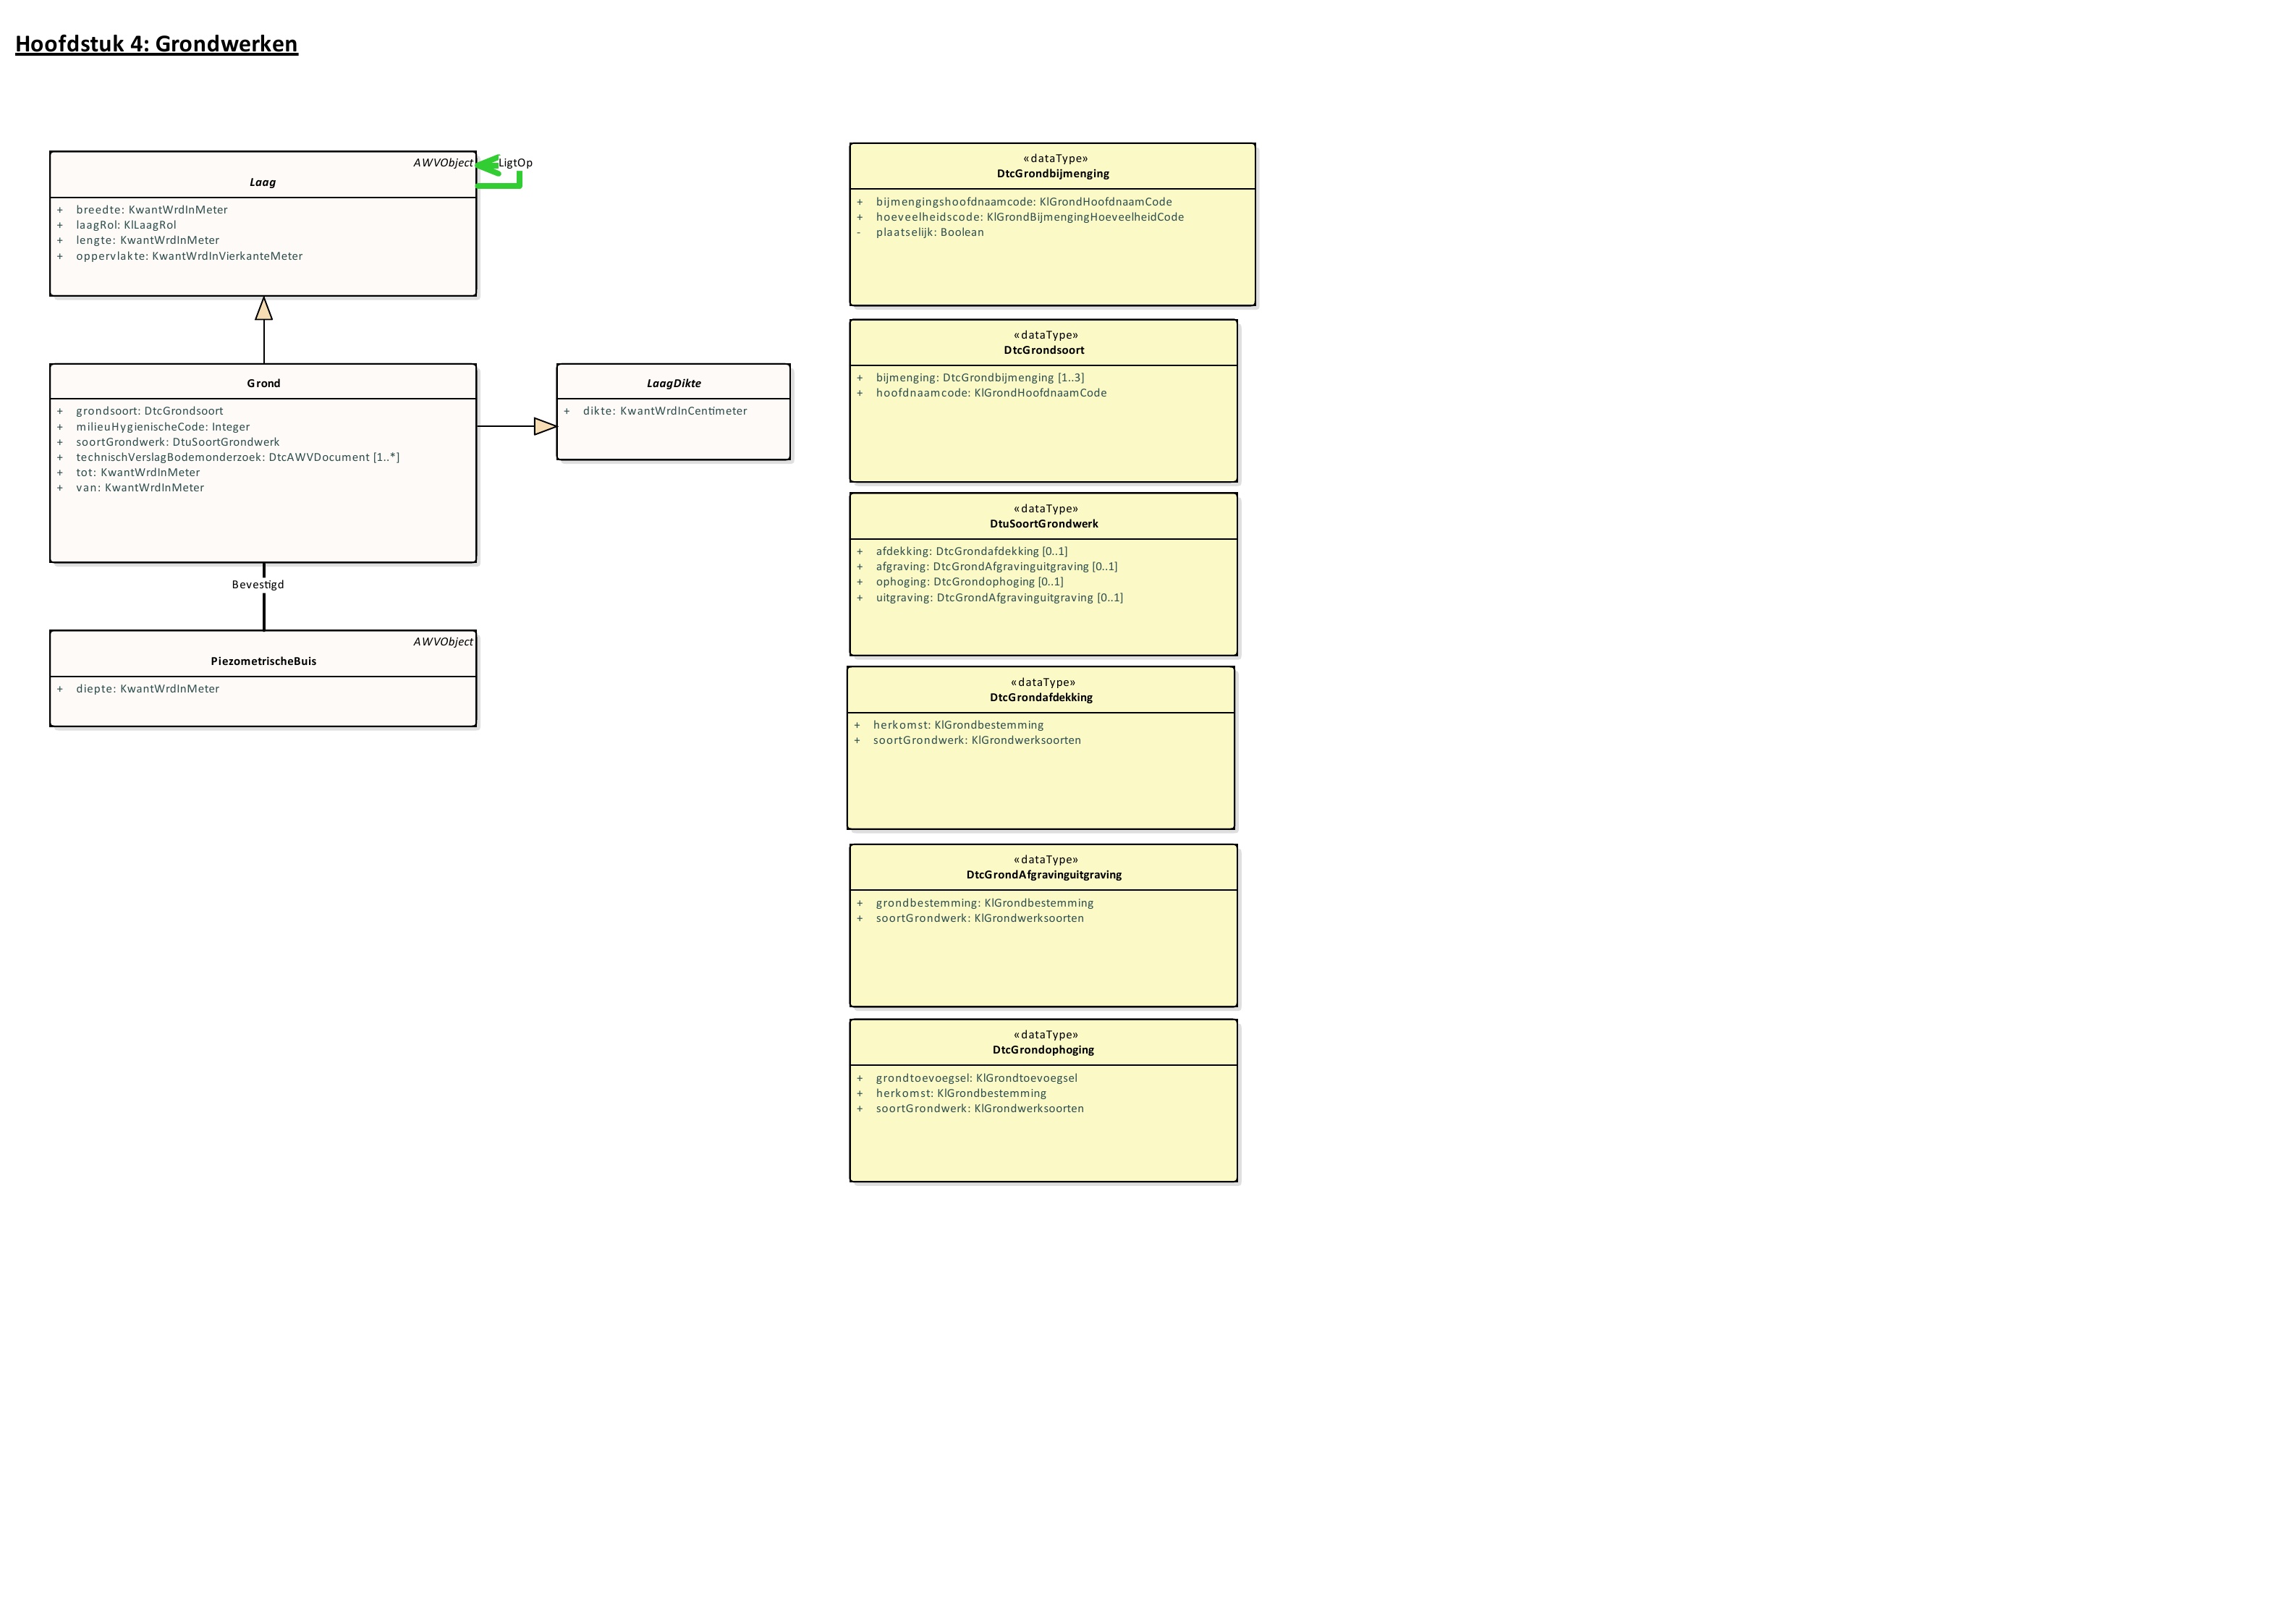 Hoofdstuk 4: Grondwerken
AWVObject
Laag
+ breedte: KwantWrdInMeter
+ laagRol: KlLaagRol
+ lengte: KwantWrdInMeter
+ oppervlakte: KwantWrdInVierkanteMeter
LigtOp
Grond
+ grondsoort: DtcGrondsoort
+ milieuHygienischeCode: Integer
+ soortGrondwerk: DtuSoortGrondwerk
+ technischVerslagBodemonderzoek: DtcAWVDocument [1..*]
+ tot: KwantWrdInMeter
+ van: KwantWrdInMeter
LaagDikte
+ dikte: KwantWrdInCentimeter
Bevestigd
AWVObject
PiezometrischeBuis
+ diepte: KwantWrdInMeter
«dataType»
DtcGrondbijmenging
+ bijmengingshoofdnaamcode: KlGrondHoofdnaamCode
+ hoeveelheidscode: KlGrondBijmengingHoeveelheidCode
- plaatselijk: Boolean
«dataType»
DtcGrondsoort
+ bijmenging: DtcGrondbijmenging [1..3]
+ hoofdnaamcode: KlGrondHoofdnaamCode
«dataType»
DtuSoortGrondwerk
+ afdekking: DtcGrondafdekking [0..1]
+ afgraving: DtcGrondAfgravinguitgraving [0..1]
+ ophoging: DtcGrondophoging [0..1]
+ uitgraving: DtcGrondAfgravinguitgraving [0..1]
«dataType»
DtcGrondafdekking
+ herkomst: KlGrondbestemming
+ soortGrondwerk: KlGrondwerksoorten
«dataType»
DtcGrondAfgravinguitgraving
+ grondbestemming: KlGrondbestemming
+ soortGrondwerk: KlGrondwerksoorten
«dataType»
DtcGrondophoging
+ grondtoevoegsel: KlGrondtoevoegsel
+ herkomst: KlGrondbestemming
+ soortGrondwerk: KlGrondwerksoorten